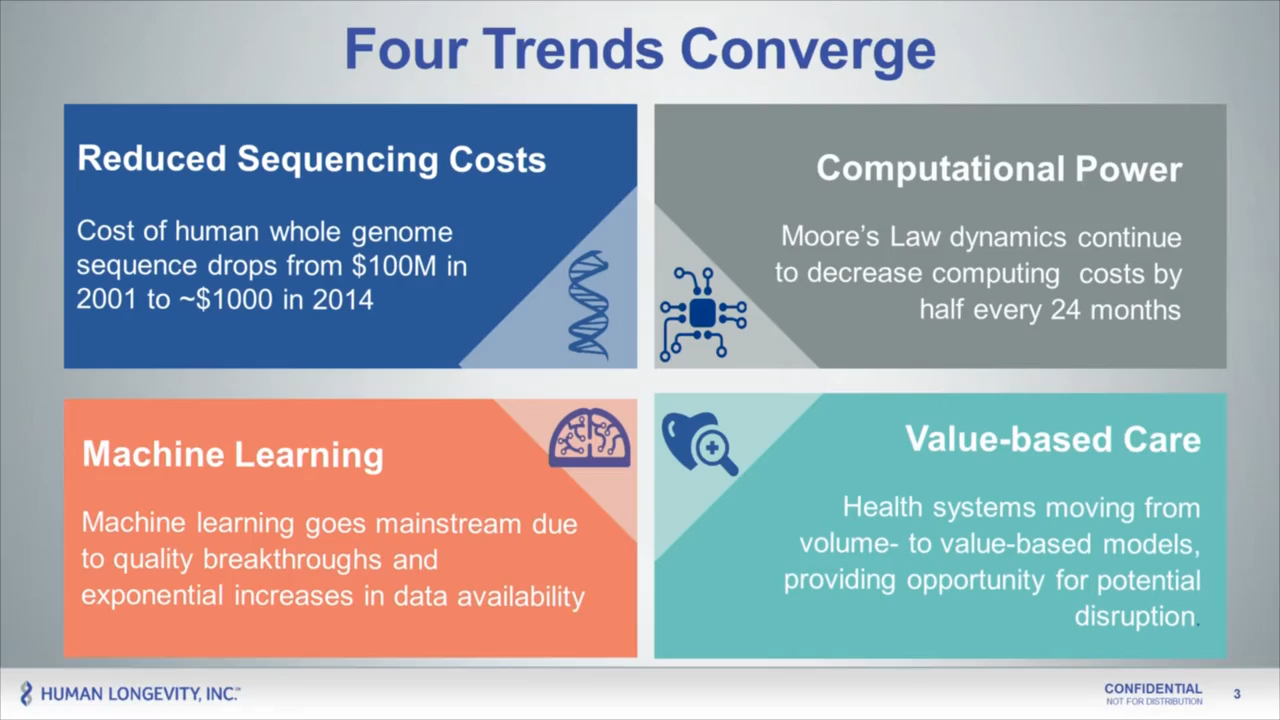 Four Trends Converge
Reduced Sequencing Costs
Cost of human whole genome
sequence drops from $100M in
2001 to ~$1000 in 2014
Computational Power
Moore's Law dynamics continue
to decrease computing costs by
half every 24 months
Machine Learning
Machine learning goes mainstream due
to quality breakthroughs and
exponential increases in data availability
Value-based Care
Health systems moving from
volume- to value-based models,
providing opportunity for potential
disruption.
HUMAN LONGEVITY, INC.
CONFIDENTIAL
NOT FOR DISTRIBUTION
3